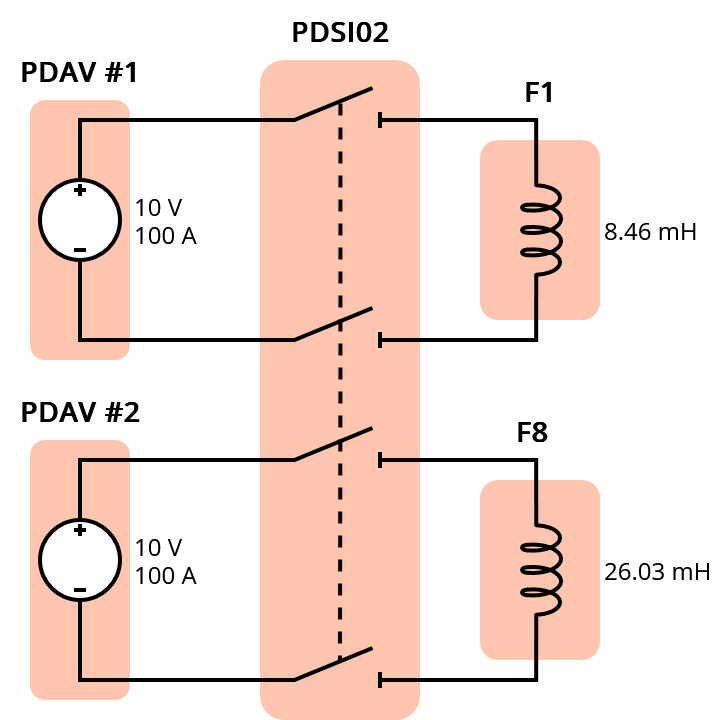 PDSI02
PDAV #1
F1
10 V
100 A
8.46 mH
PDAV #2
F8
10 V
100 A
26.03 mH